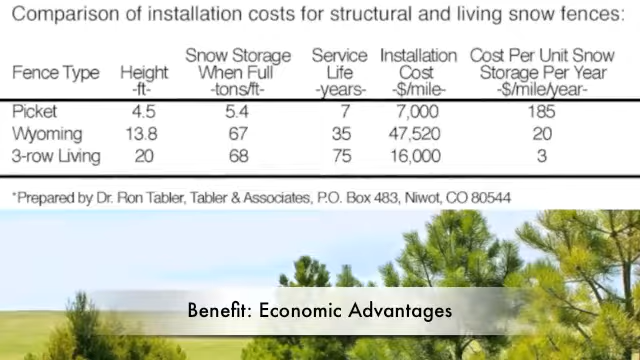 Comparison of installation costs for structural and living snow fences:
Snow Storage Service Installation Cost Per Unit Snow
Fence Type Height When Full Life Cost Storage Per Year
-ft- -tons/ft- -years- -$/mile- -$/mile/year-
Picket 4.5 5.4 7 7,000 185
Wyoming 13.8 67 35 47,520 20
3-row Living 20 68 75 16,000 3
*Prepared by Dr. Ron Tabler, Tabler & Associates, P.O. Box 483, Niwot, CO 80544
Benefit: Economic Advantages